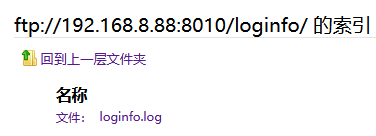 ftp://192.168.8.88:8010/loginfo/ 的索引
回到上一层文件夹
名称
文件： loginfo.log